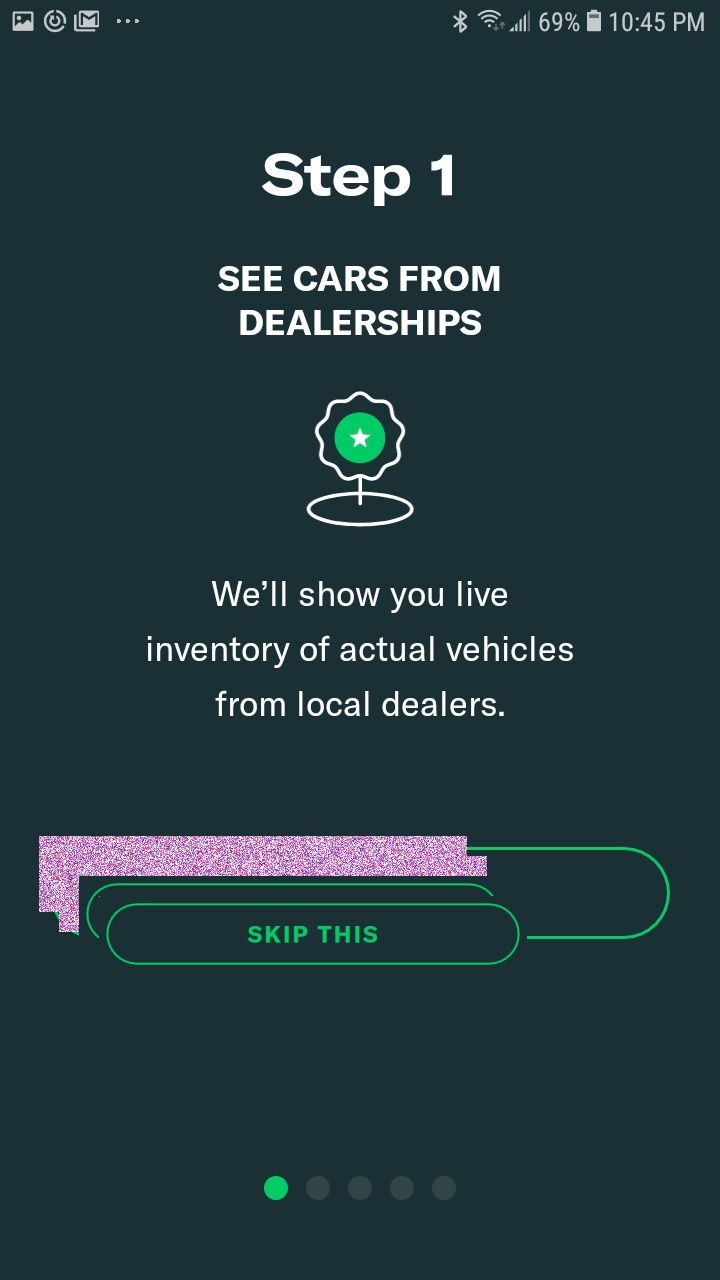 69% 10:45 PM
Step 1
SEE CARS FROM
DEALERSHIPS
We’ll show you live
inventory of actual vehicles
from local dealers.
SKIP THIS